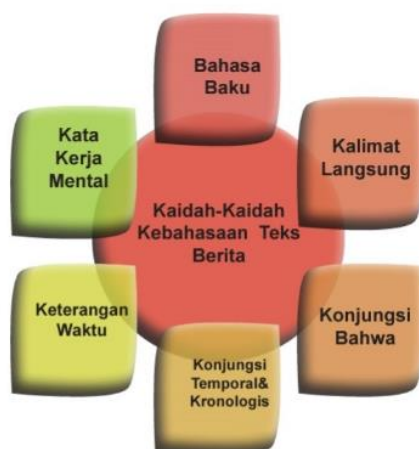 Bahasa
Baku
Kalimat
Langsung
Konjungsi
Bahwa
Konjungsi
Temporal&
Kronologis
Keterangan
Waktu
Kata
Kerja
Mental
Kaidah-Kaidah
Kebahasaan Teks
Berita